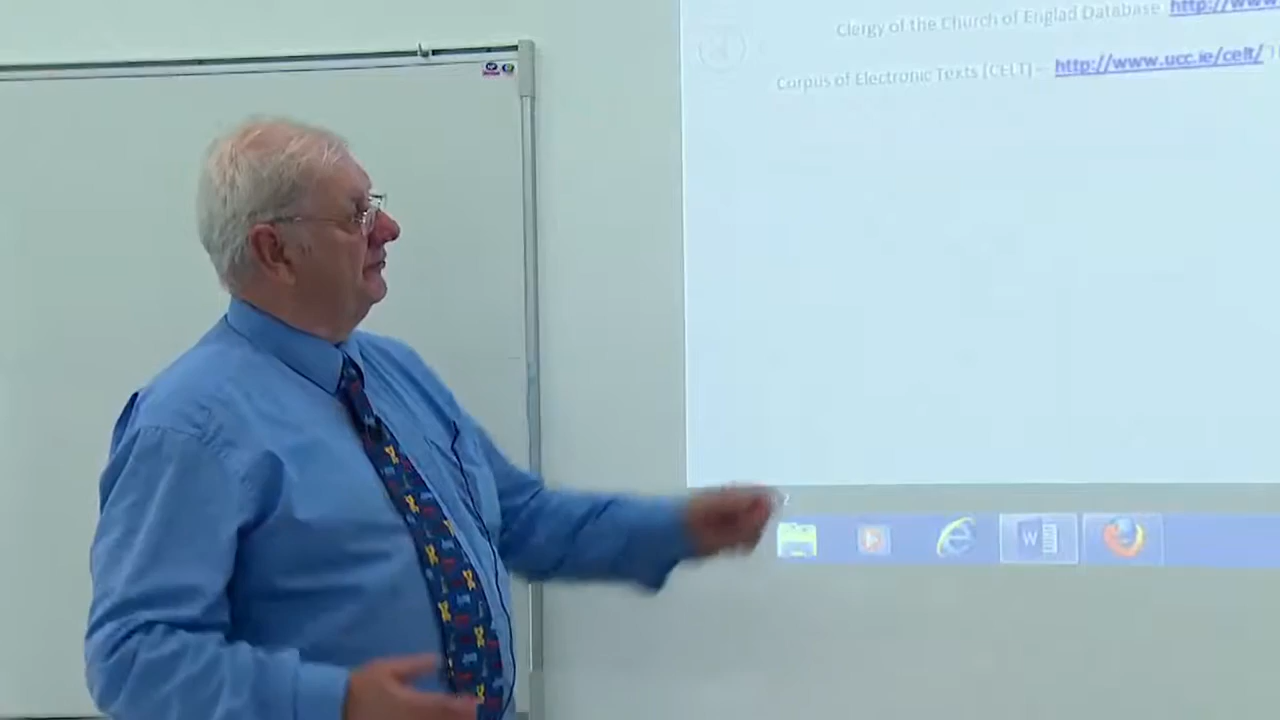 Clergy of the Church of Englad Database http://www
Corpus of Electronic Texts [CELT] – http://www.ucc.ie/celt/
2
W